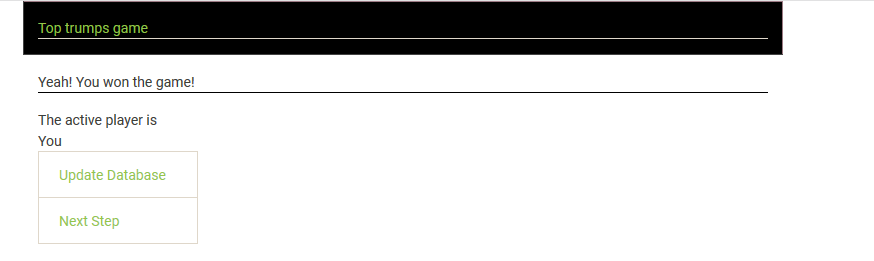 Top trumps game
Yeah! You won the game!
The active player is
You
Update Database
Next Step